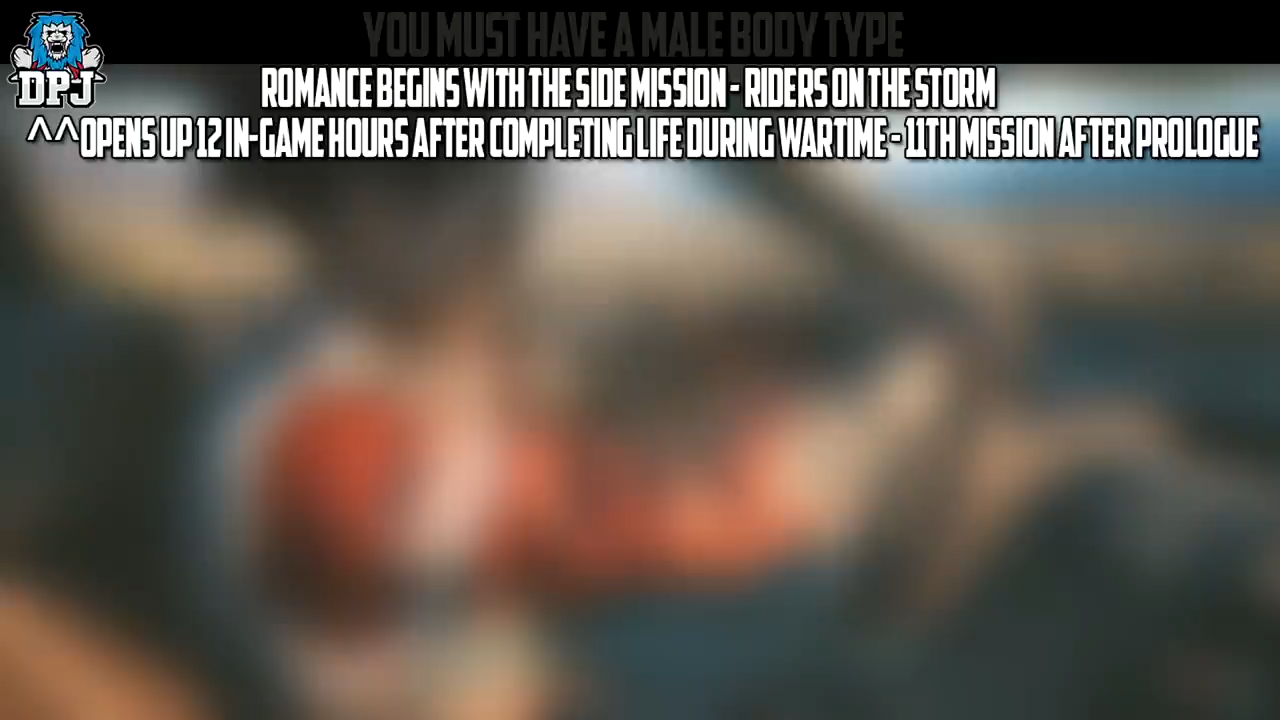 YOU MUST HAVE A MALE BODY TYPE
DPJ
ROMANCE BEGINS WITH THE SIDE MISSION - RIDERS ON THE STORM
^^OPENS UP 12 IN-GAME HOURS AFTER COMPLETING LIFE DURING WARTIME - 11TH MISSION AFTER PROLOGUE